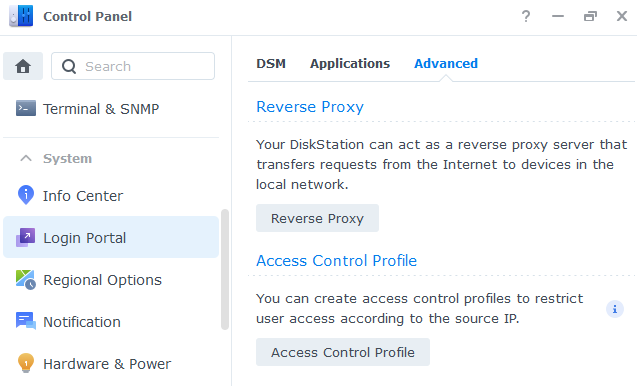 Control Panel
Search
Terminal & SNMP
System
Info Center
Login Portal
Regional Options
Notification
Hardware & Power
DSM Applications Advanced
Reverse Proxy
Your DiskStation can act as a reverse proxy server that
transfers requests from the Internet to devices in the
local network.
Reverse Proxy
Access Control Profile
You can create access control profiles to restrict
user access according to the source IP.
Access Control Profile